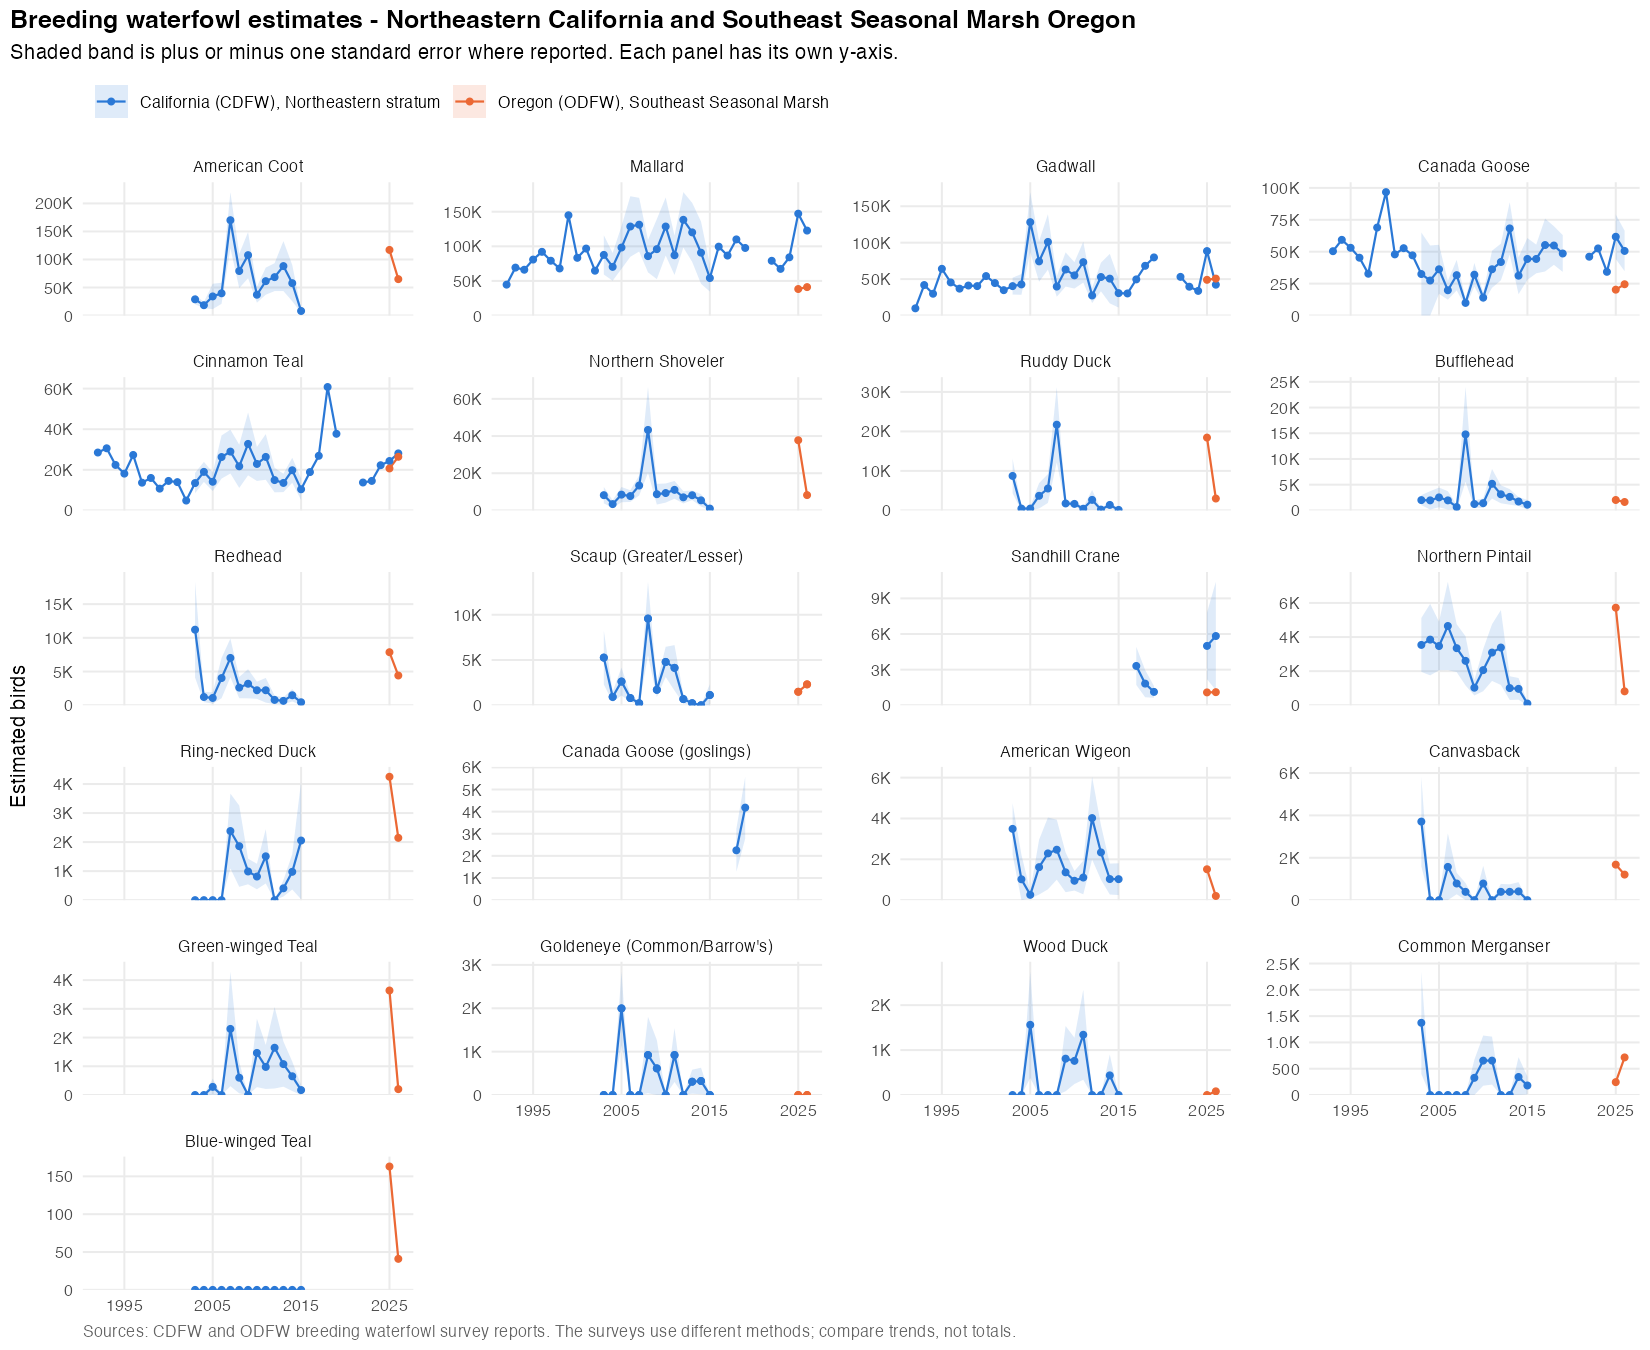 Breeding waterfowl estimates - Northeastern California and Southeast Seasonal Marsh Oregon
Shaded band is plus or minus one standard error where reported. Each panel has its own y-axis.
California (CDFW), Northeastern stratum
Oregon (ODFW), Southeast Seasonal Marsh
Estimated birds
American Coot
200K
150K
100K
50K
0
Mallard
150K
100K
50K
0
Gadwall
150K
100K
50K
0
Canada Goose
100K
75K
50K
25K
0
Cinnamon Teal
60K
40K
20K
0
Northern Shoveler
60K
40K
20K
0
Ruddy Duck
30K
20K
10K
0
Bufflehead
25K
20K
15K
10K
5K
0
Redhead
15K
10K
5K
0
Scaup (Greater/Lesser)
10K
5K
0
Sandhill Crane
9K
6K
3K
0
Northern Pintail
6K
4K
2K
0
Ring-necked Duck
4K
3K
2K
1K
0
Canada Goose (goslings)
6K
5K
4K
3K
2K
1K
0
American Wigeon
6K
4K
2K
0
Canvasback
6K
4K
2K
0
Green-winged Teal
4K
3K
2K
1K
0
Goldeneye (Common/Barrow's)
3K
2K
1K
0
1995 2005 2015 2025
Wood Duck
2K
1K
0
1995 2005 2015 2025
Common Merganser
2.5K
2.0K
1.5K
1.0K
500
0
1995 2005 2015 2025
Blue-winged Teal
150
100
50
0
1995 2005 2015 2025
Sources: CDFW and ODFW breeding waterfowl survey reports. The surveys use different methods; compare trends, not totals.